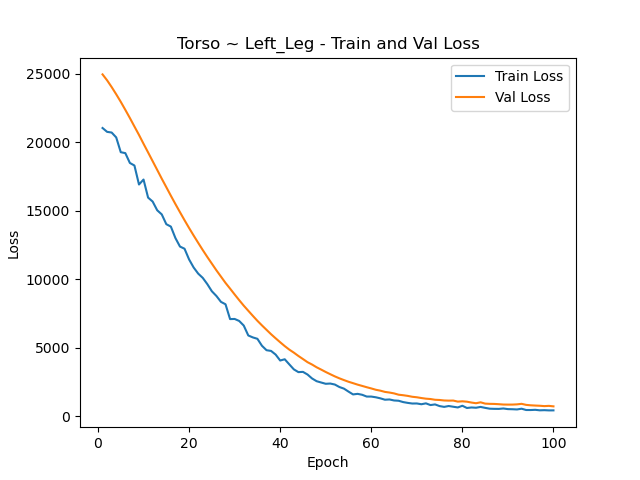 Torso ~ Left_Leg - Train and Val Loss
Train Loss
Val Loss
Loss
25000
20000
15000
10000
5000
0
0 20 40 60 80 100
Epoch